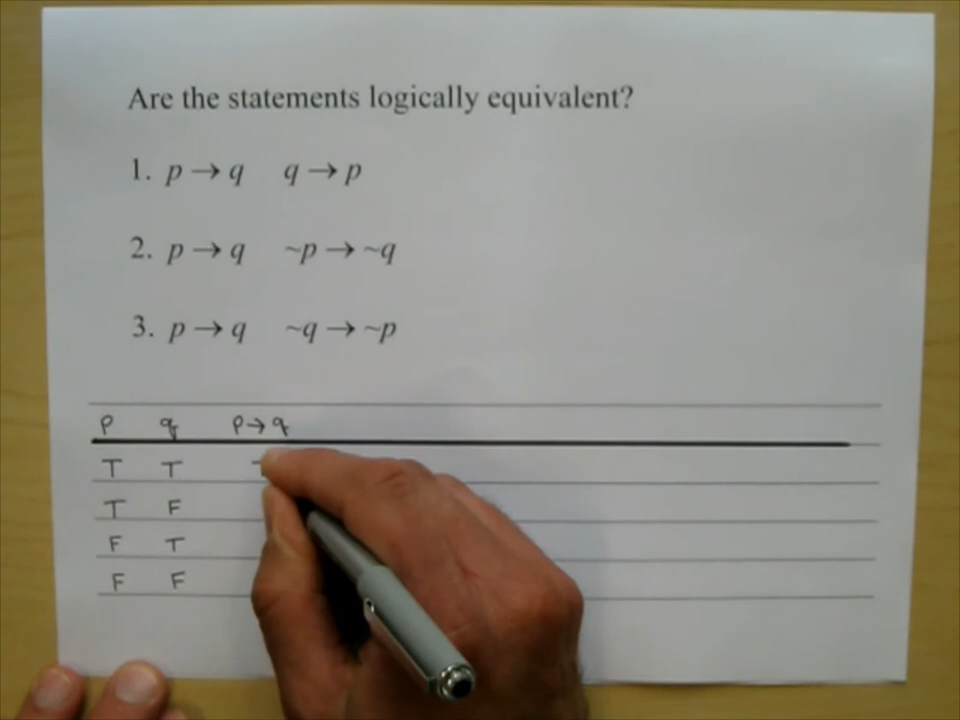 Are the statements logically equivalent?
1. p → q q → p
2. p → q ~p → ~q
3. p → q ~q → ~p
P q P→q
T T
T F
F T
F F